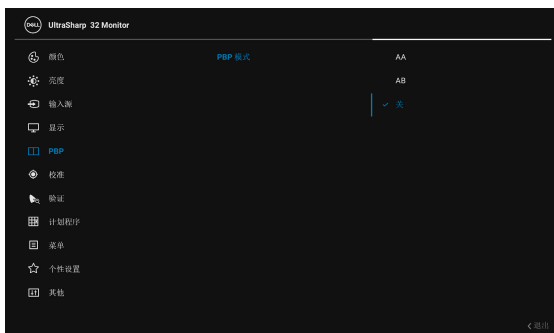 DELL UltraSharp 32 Monitor
颜色 PBP 模式 AA
亮度 AB
输入源 关
显示
PBP
校准
验证
计划程序
菜单
个性设置
其他
退出